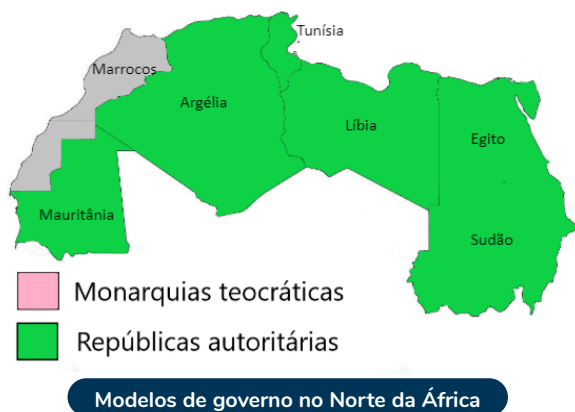 Tunísia
Marrocos
Argélia
Líbia
Egito
Mauritânia
Sudão
Monarquias teocráticas
Repúblicas autoritárias
Modelos de governo no Norte da África